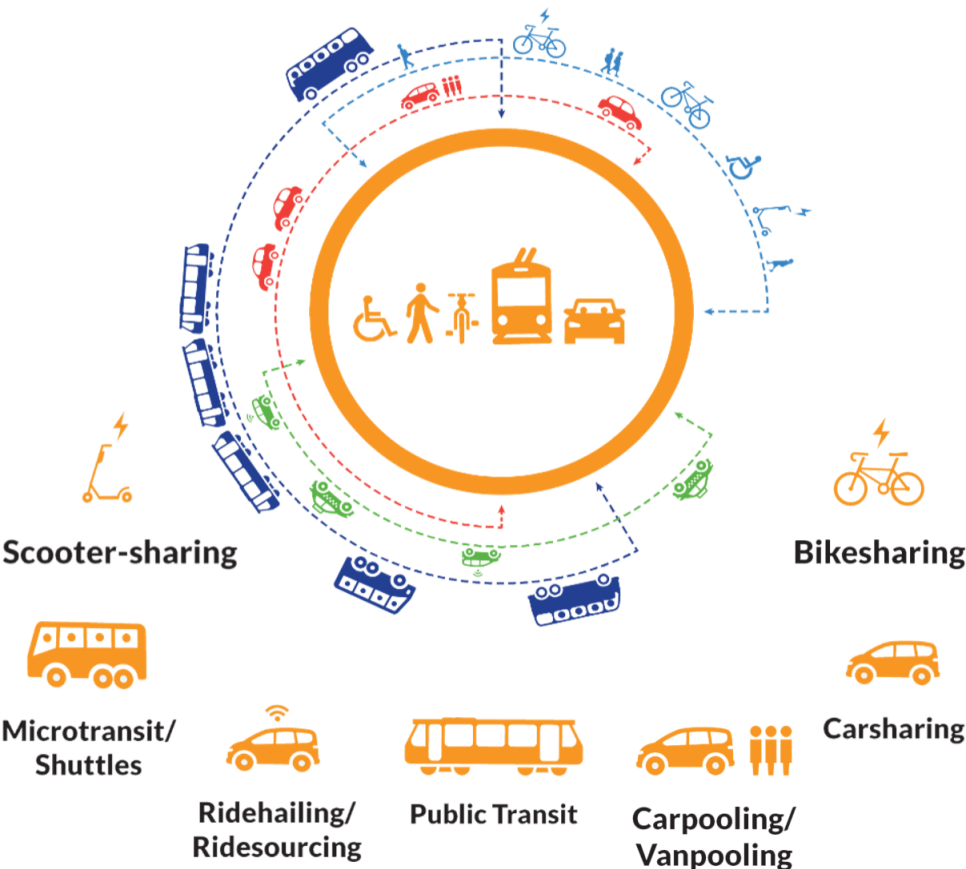 Scooter-sharing
Bikesharing
Microtransit/
Shuttles
Carsharing
Ridehailing/
Ridesourcing
Public Transit
Carpooling/
Vanpooling